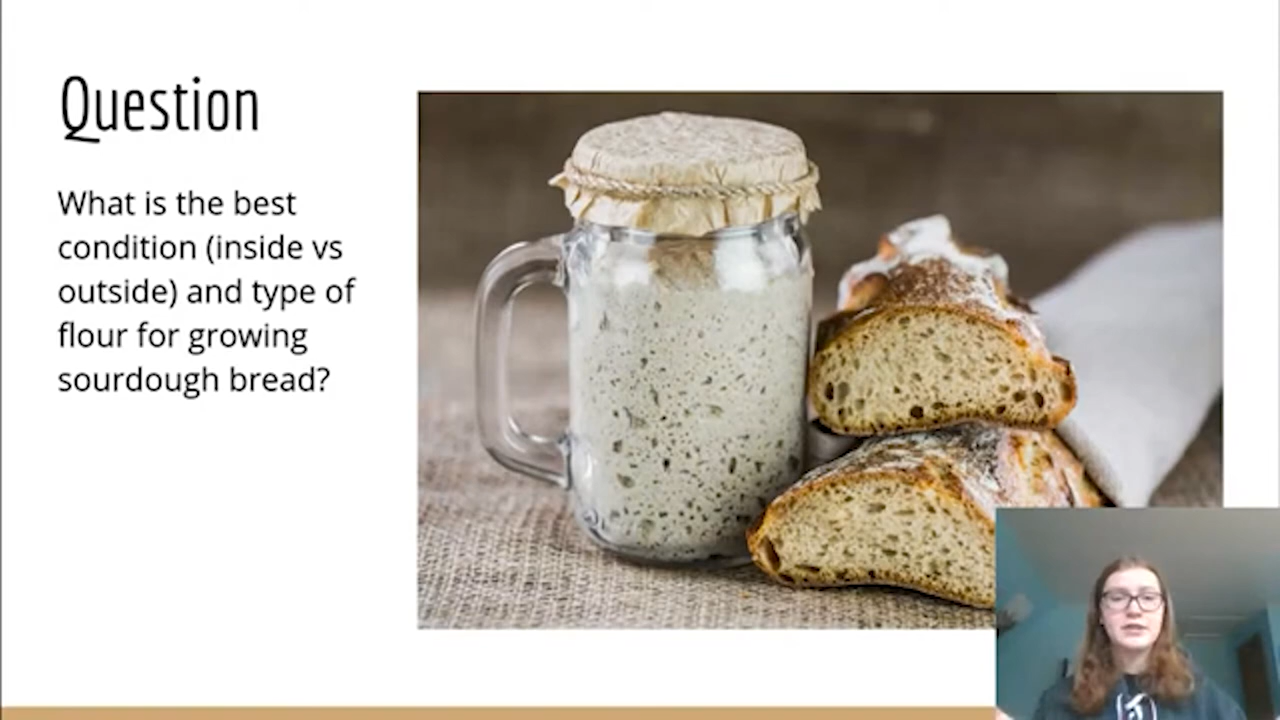 Question
What is the best
condition (inside vs
outside) and type of
flour for growing
sourdough bread?